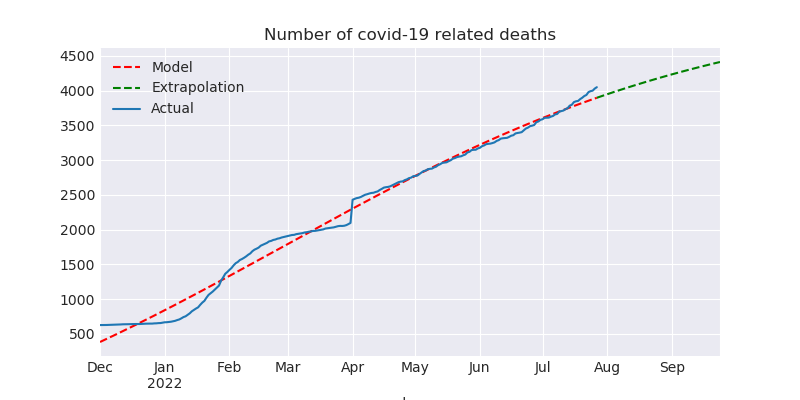 Number of covid-19 related deaths
4500
4000
3500
3000
2500
2000
1500
1000
500
Model
Extrapolation
Actual
Dec Jan Feb Mar Apr May Jun Jul Aug Sep
2022